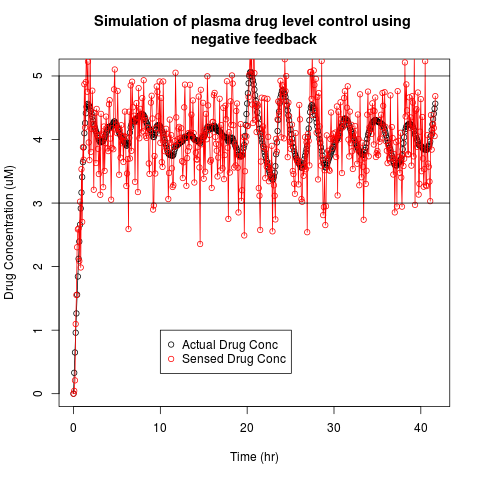 Simulation of plasma drug level control using
negative feedback
Drug Concentration (uM)
5
4
3
2
1
0
Actual Drug Conc
Sensed Drug Conc
0 10 20 30 40
Time (hr)